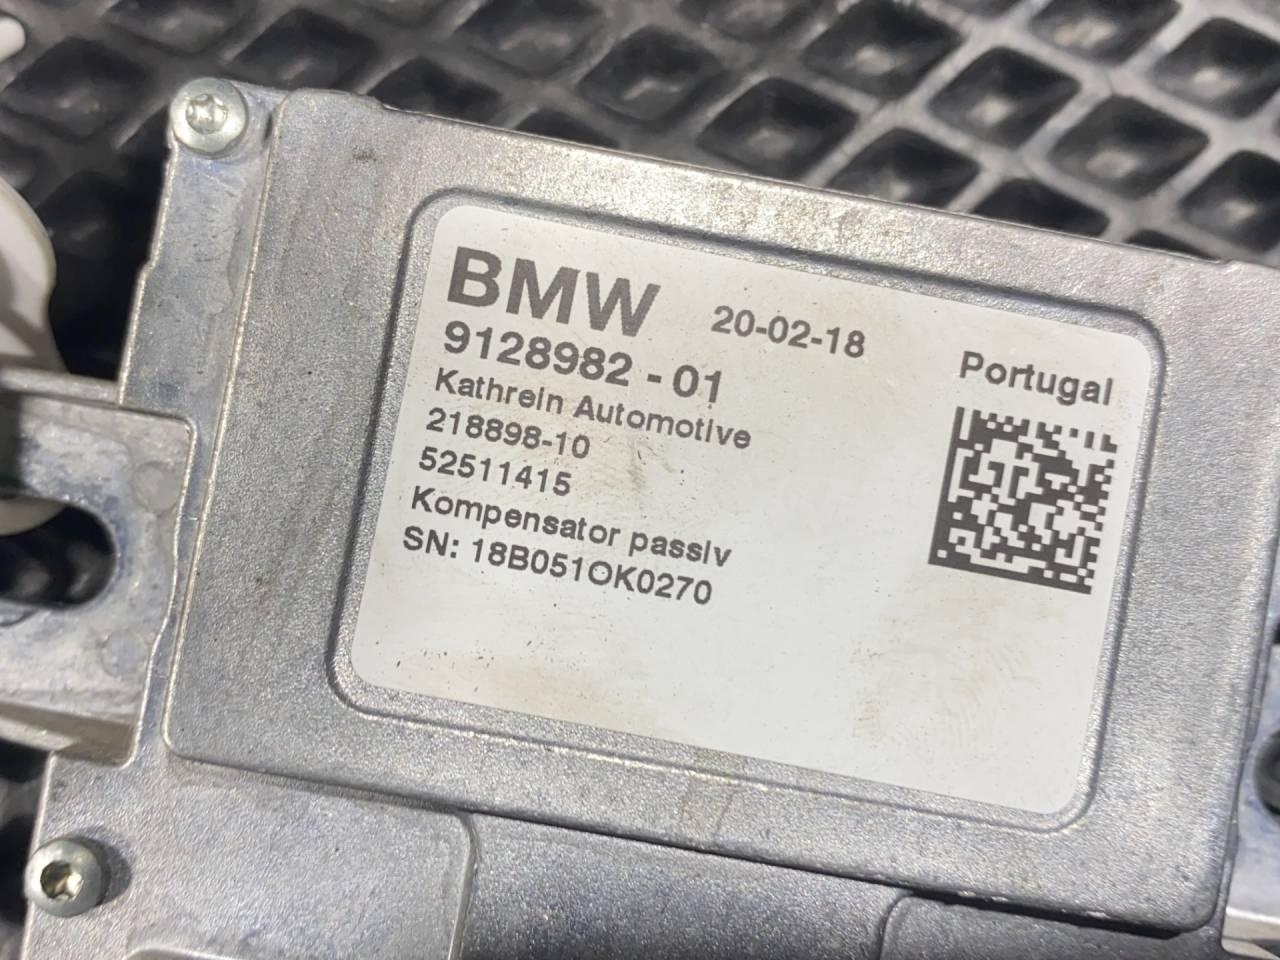 BMW 20-02-18
9128982 - 01 Portugal
Kathrein Automotive
218898-10
52511415
Kompensator passiv
SN: 18B051OK0270